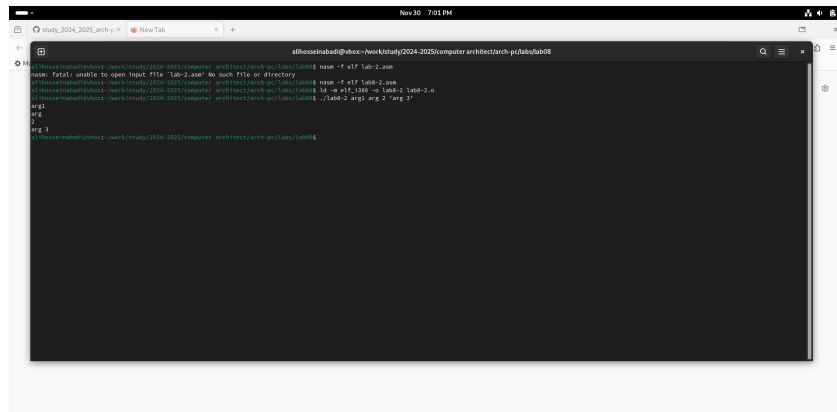 Nov 30 7:01 PM
study_2024_2025_arch-p
New Tab
alihosseinabadi@vbox:~/work/study/2024-2025/computer architect/arch-pc/labs/lab08
alihosseinabadi@vbox:~/work/study/2024-2025/computer architect/arch-pc/labs/lab08$ nasm -f elf lab-2.asm
nasm: fatal: unable to open input file `lab-2.asm' No such file or directory
alihosseinabadi@vbox:~/work/study/2024-2025/computer architect/arch-pc/labs/lab08$ nasm -f elf lab8-2.asm
alihosseinabadi@vbox:~/work/study/2024-2025/computer architect/arch-pc/labs/lab08$ ld -m elf_i386 -o lab8-2 lab8-2.o
alihosseinabadi@vbox:~/work/study/2024-2025/computer architect/arch-pc/labs/lab08$ ./lab8-2 arg1 arg 2 'arg 3'
arg1
arg
2
arg 3
alihosseinabadi@vbox:~/work/study/2024-2025/computer architect/arch-pc/labs/lab08$